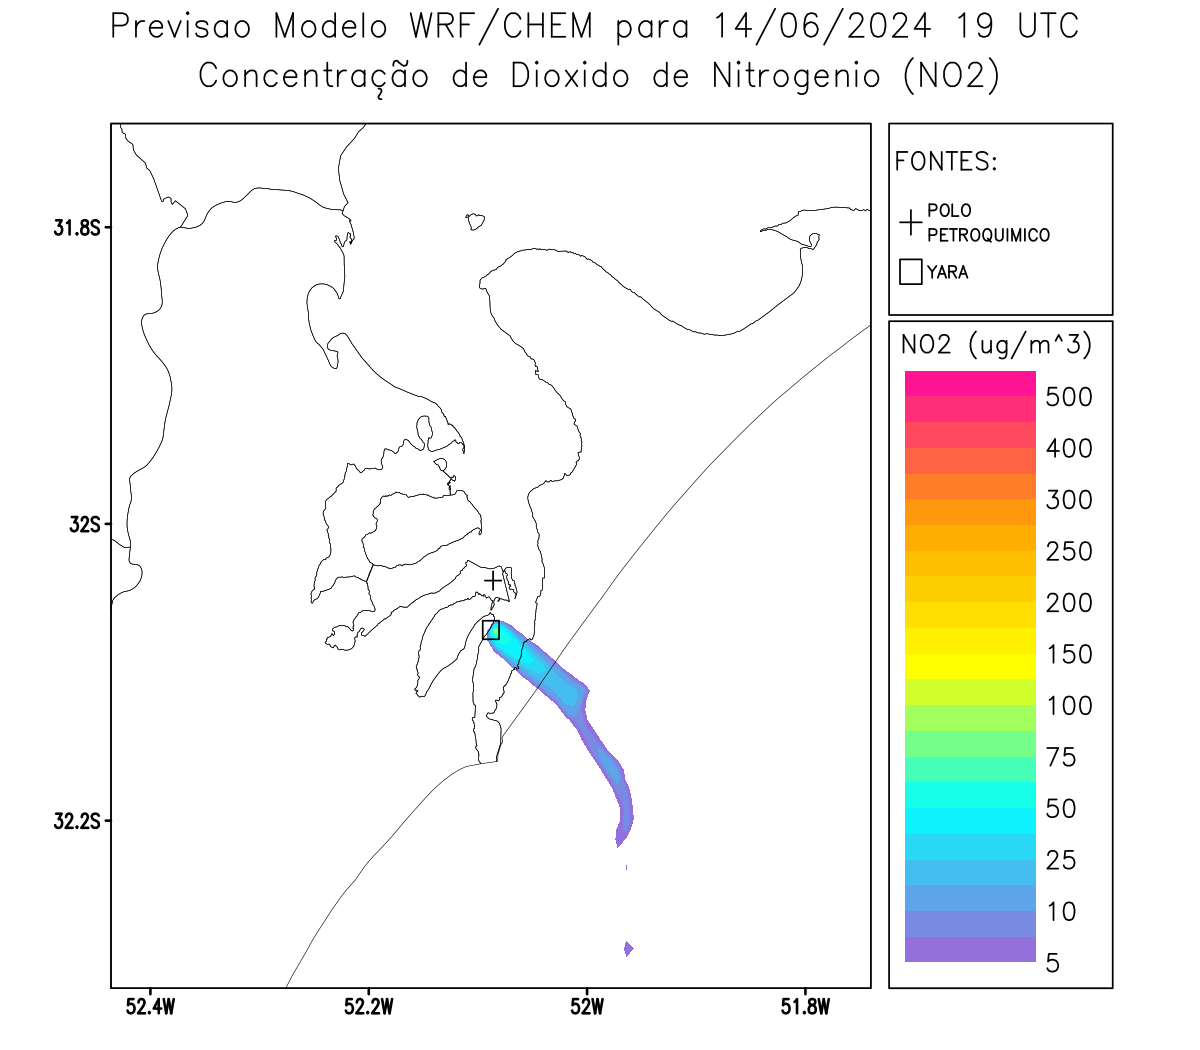 Previsao Modelo WRF/CHEM para 14/06/2024 19 UTC
Concentração de Dioxido de Nitrogenio (NO2)
FONTES:
POLO
PETROQUIMICO
YARA
NO2 (ug/m^3)
500
400
300
250
200
150
100
75
50
25
10
5
31.8S
32S
32.2S
52.4W
52.2W
52W
51.8W